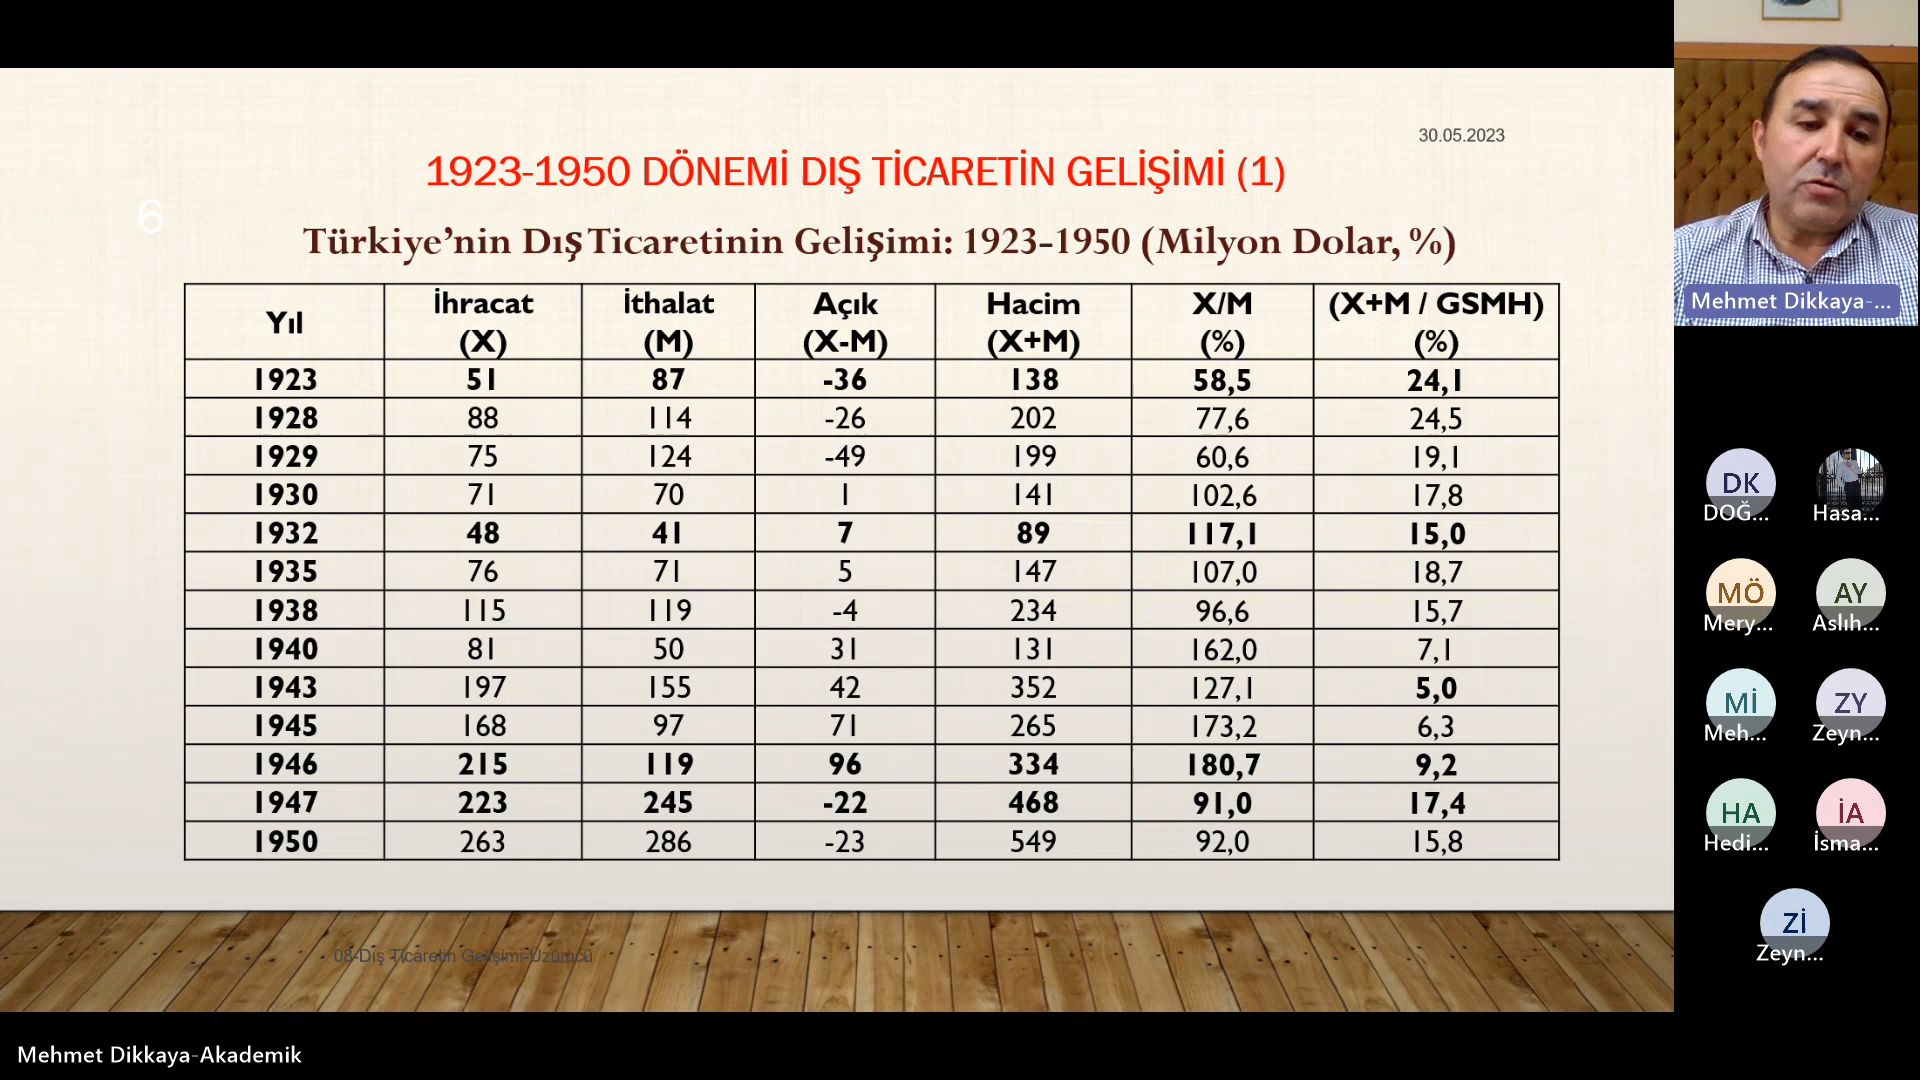 30.05.2023
1923-1950 DÖNEMİ DIŞ TİCARETİN GELİŞİMİ (1)
6
Türkiye’nin Dış Ticaretinin Gelişimi: 1923-1950 (Milyon Dolar, %)
Yıl İhracat (X) İthalat (M) Açık (X-M) Hacim (X+M) X/M (%) (X+M / GSMH) (%)
1923 51 87 -36 138 58,5 24,1
1928 88 114 -26 202 77,6 24,5
1929 75 124 -49 199 60,6 19,1
1930 71 70 1 141 102,6 17,8
1932 48 41 7 89 117,1 15,0
1935 76 71 5 147 107,0 18,7
1938 115 119 -4 234 96,6 15,7
1940 81 50 31 131 162,0 7,1
1943 197 155 42 352 127,1 5,0
1945 168 97 71 265 173,2 6,3
1946 215 119 96 334 180,7 9,2
1947 223 245 -22 468 91,0 17,4
1950 263 286 -23 549 92,0 15,8
08-Dış Ticaretin Gelişimi-Üzümcü
Mehmet Dikkaya-Akademik
Mehmet Dikkaya-...
DK
DOĞ...
Hasa...
MÖ
Mery...
AY
Aslıh...
Mİ
Meh...
ZY
Zeyn...
HA
Hedi...
İA
İsma...
Zİ
Zeyn...